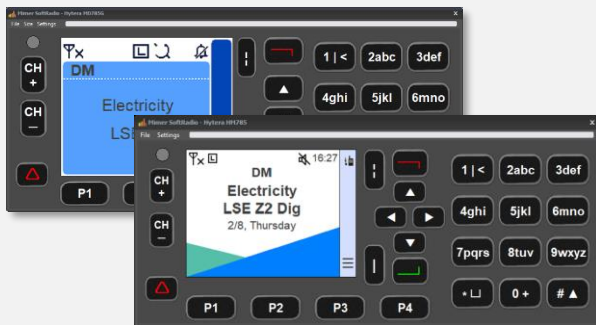 Mimer SoftRadio - Hytera MD785G
x
File Size Settings
CH
+
CH
–
L
DM
Electricity
LSE
P1
1 | <
2abc
3def
4ghi
5jkl
6mno
Mimer SoftRadio - Hytera HM785
x
File Settings
CH
+
CH
–
L
16:27
DM
Electricity
LSE Z2 Dig
2/8, Thursday
P1
P2
P3
P4
1 | <
2abc
3def
4ghi
5jkl
6mno
7pqrs
8tuv
9wxyz
* ⌴
0 +
# ▲